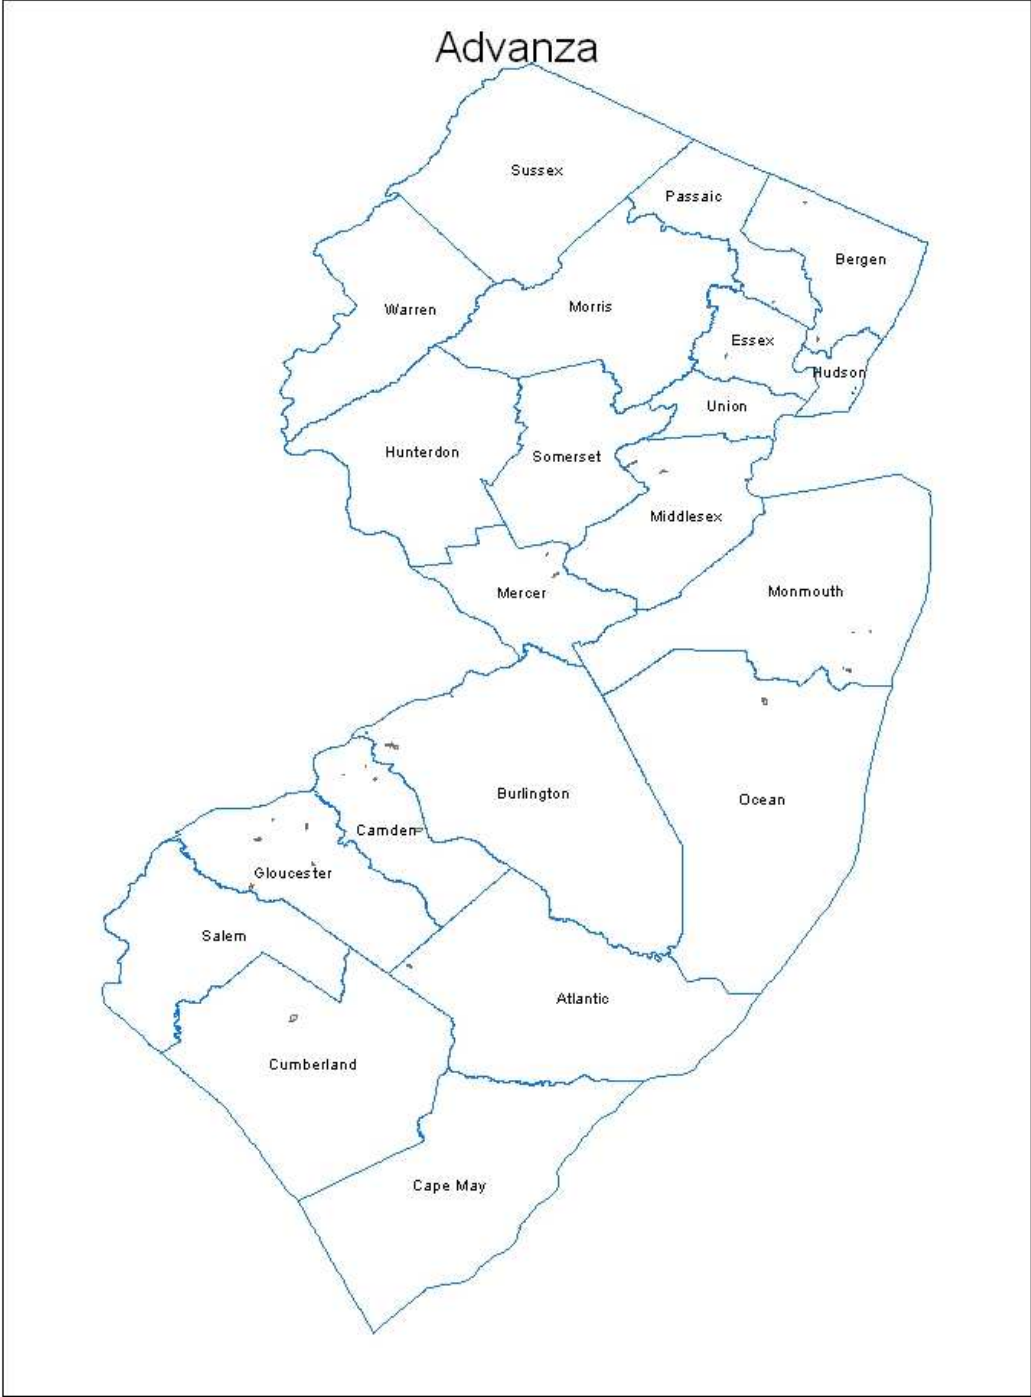 Advanza
Sussex
Passaic
Bergen
Warren
Morris
Essex
Hudson
Union
Hunterdon
Somerset
Middlesex
Mercer
Monmouth
Burlington
Ocean
Camden
Gloucester
Salem
Atlantic
Cumberland
Cape May